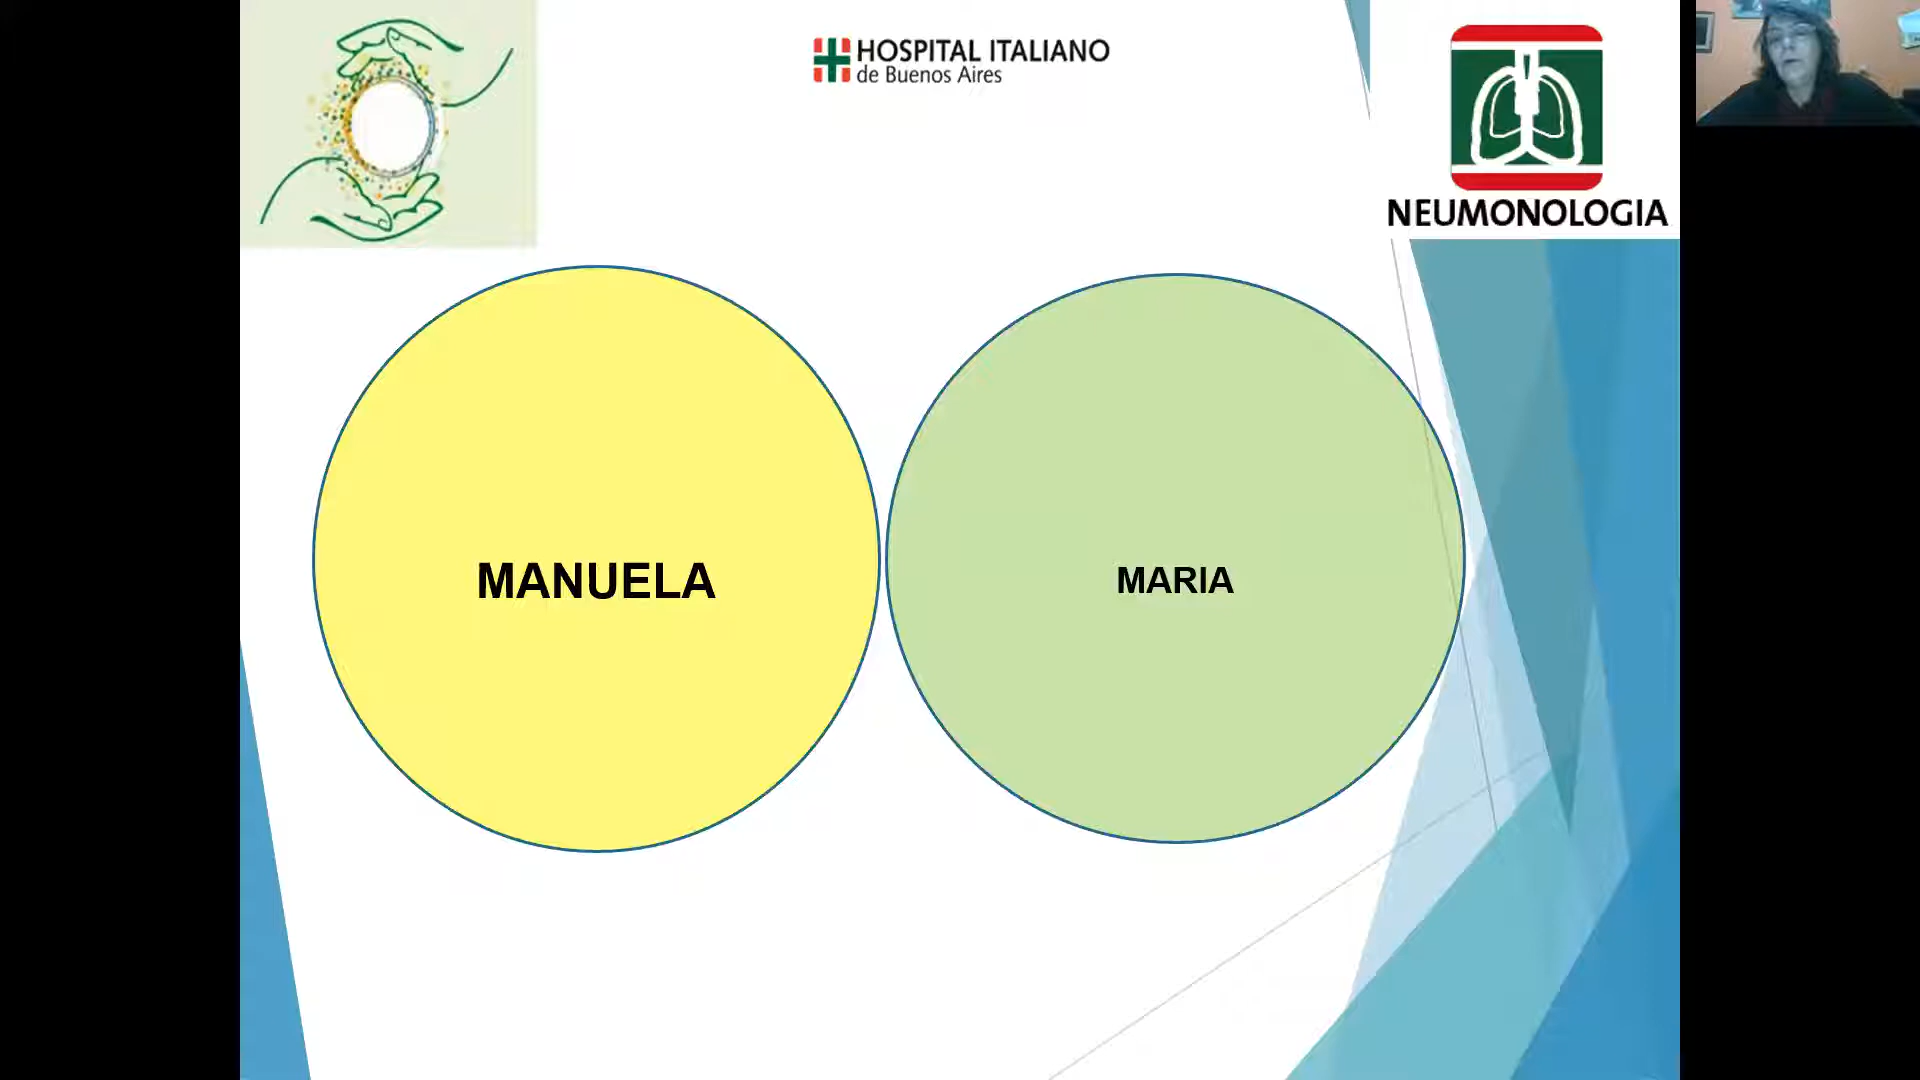 HOSPITAL ITALIANO
de Buenos Aires
NEUMONOLOGIA
MANUELA
MARIA